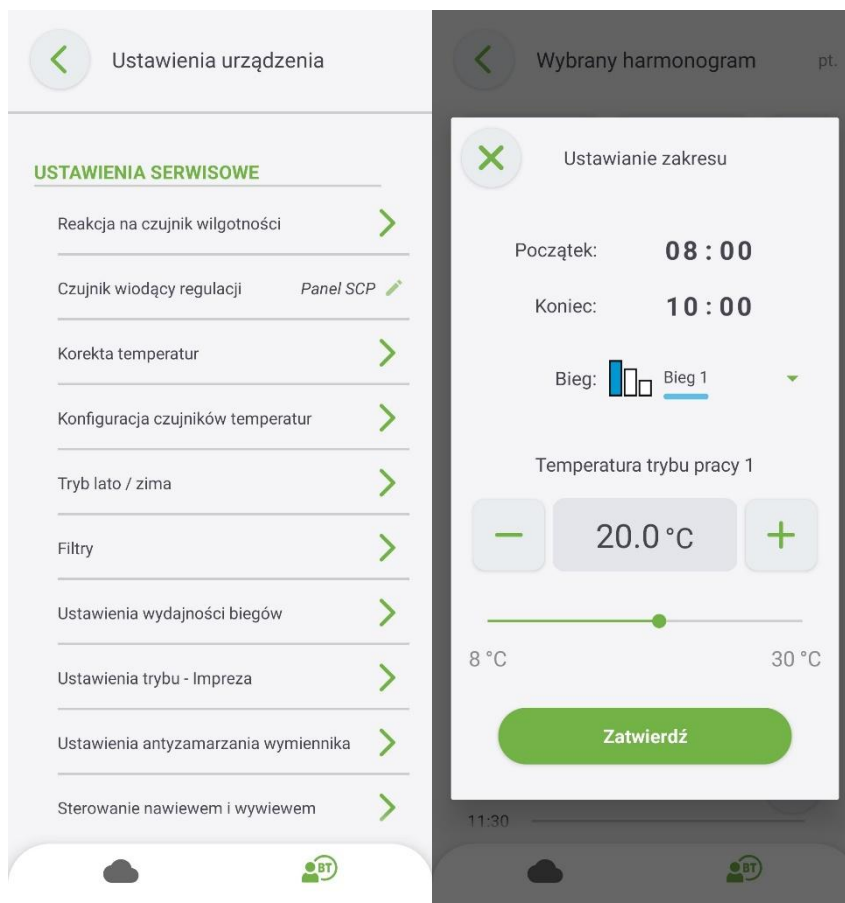 Ustawienia urządzenia
USTAWIENIA SERWISOWE
Reakcja na czujnik wilgotności
Czujnik wiodący regulacji Panel SCP
Korekta temperatur
Konfiguracja czujników temperatur
Tryb lato / zima
Filtry
Ustawienia wydajności biegów
Ustawienia trybu - Impreza
Ustawienia antyzamarzania wymiennika
Sterowanie nawiewem i wywiewem
BT
Wybrany harmonogram pt.
Ustawianie zakresu
Początek: 08 : 00
Koniec: 10 : 00
Bieg: Bieg 1
Temperatura trybu pracy 1
20.0 °C
8 °C 30 °C
Zatwierdź
11:30
BT